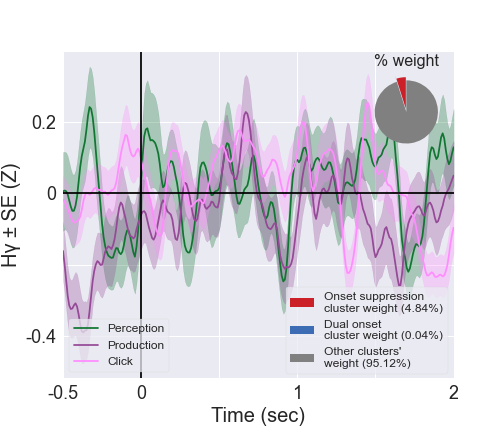 % weight
0.2
0
-0.4
Hγ ± SE (Z)
Perception
Production
Click
Onset suppression
cluster weight (4.84%)
Dual onset
cluster weight (0.04%)
Other clusters'
weight (95.12%)
-0.5
0
1
2
Time (sec)